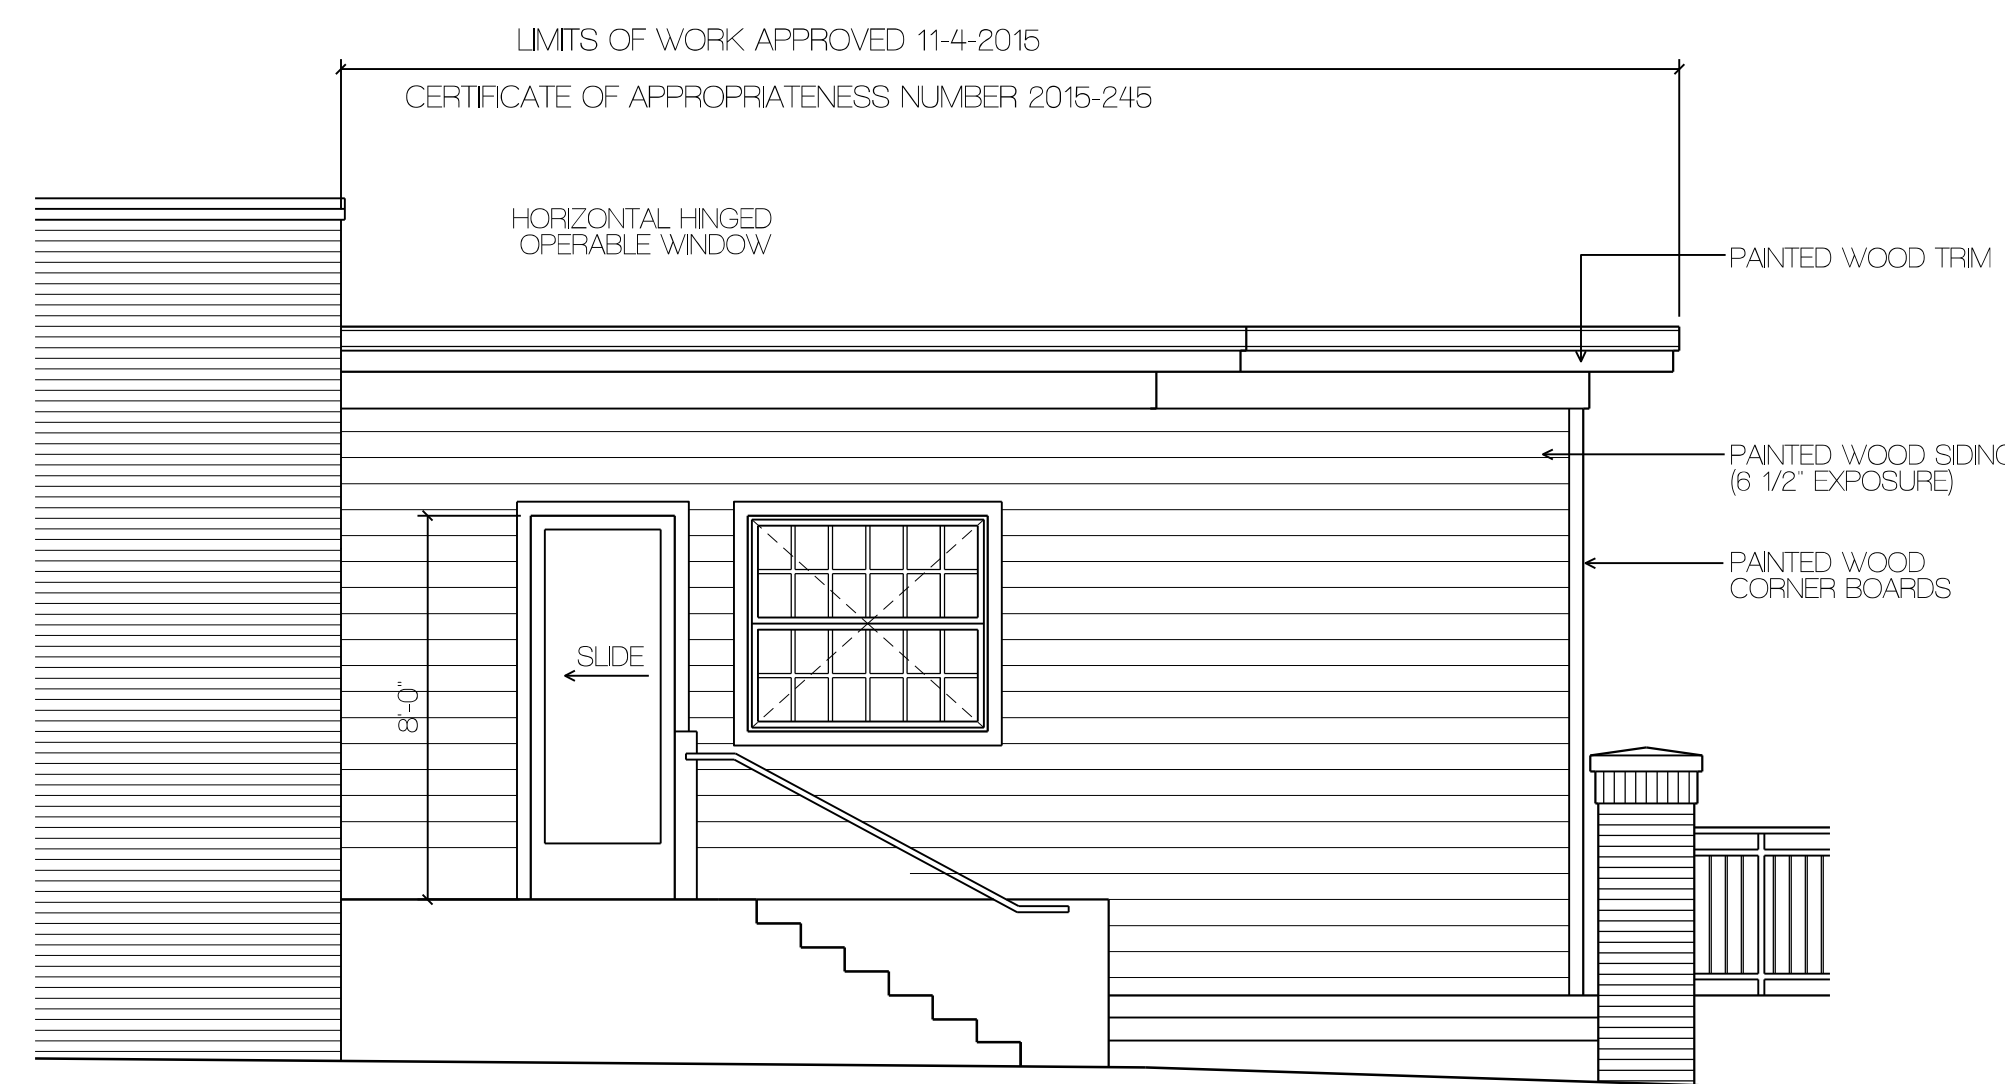 LIMITS OF WORK APPROVED 11-4-2015
CERTIFICATE OF APPROPRIATENESS NUMBER 2015-245
HORIZONTAL HINGED
OPERABLE WINDOW
PAINTED WOOD TRIM
PAINTED WOOD SIDING
(6 1/2" EXPOSURE)
PAINTED WOOD
CORNER BOARDS
SLIDE
8'-0"